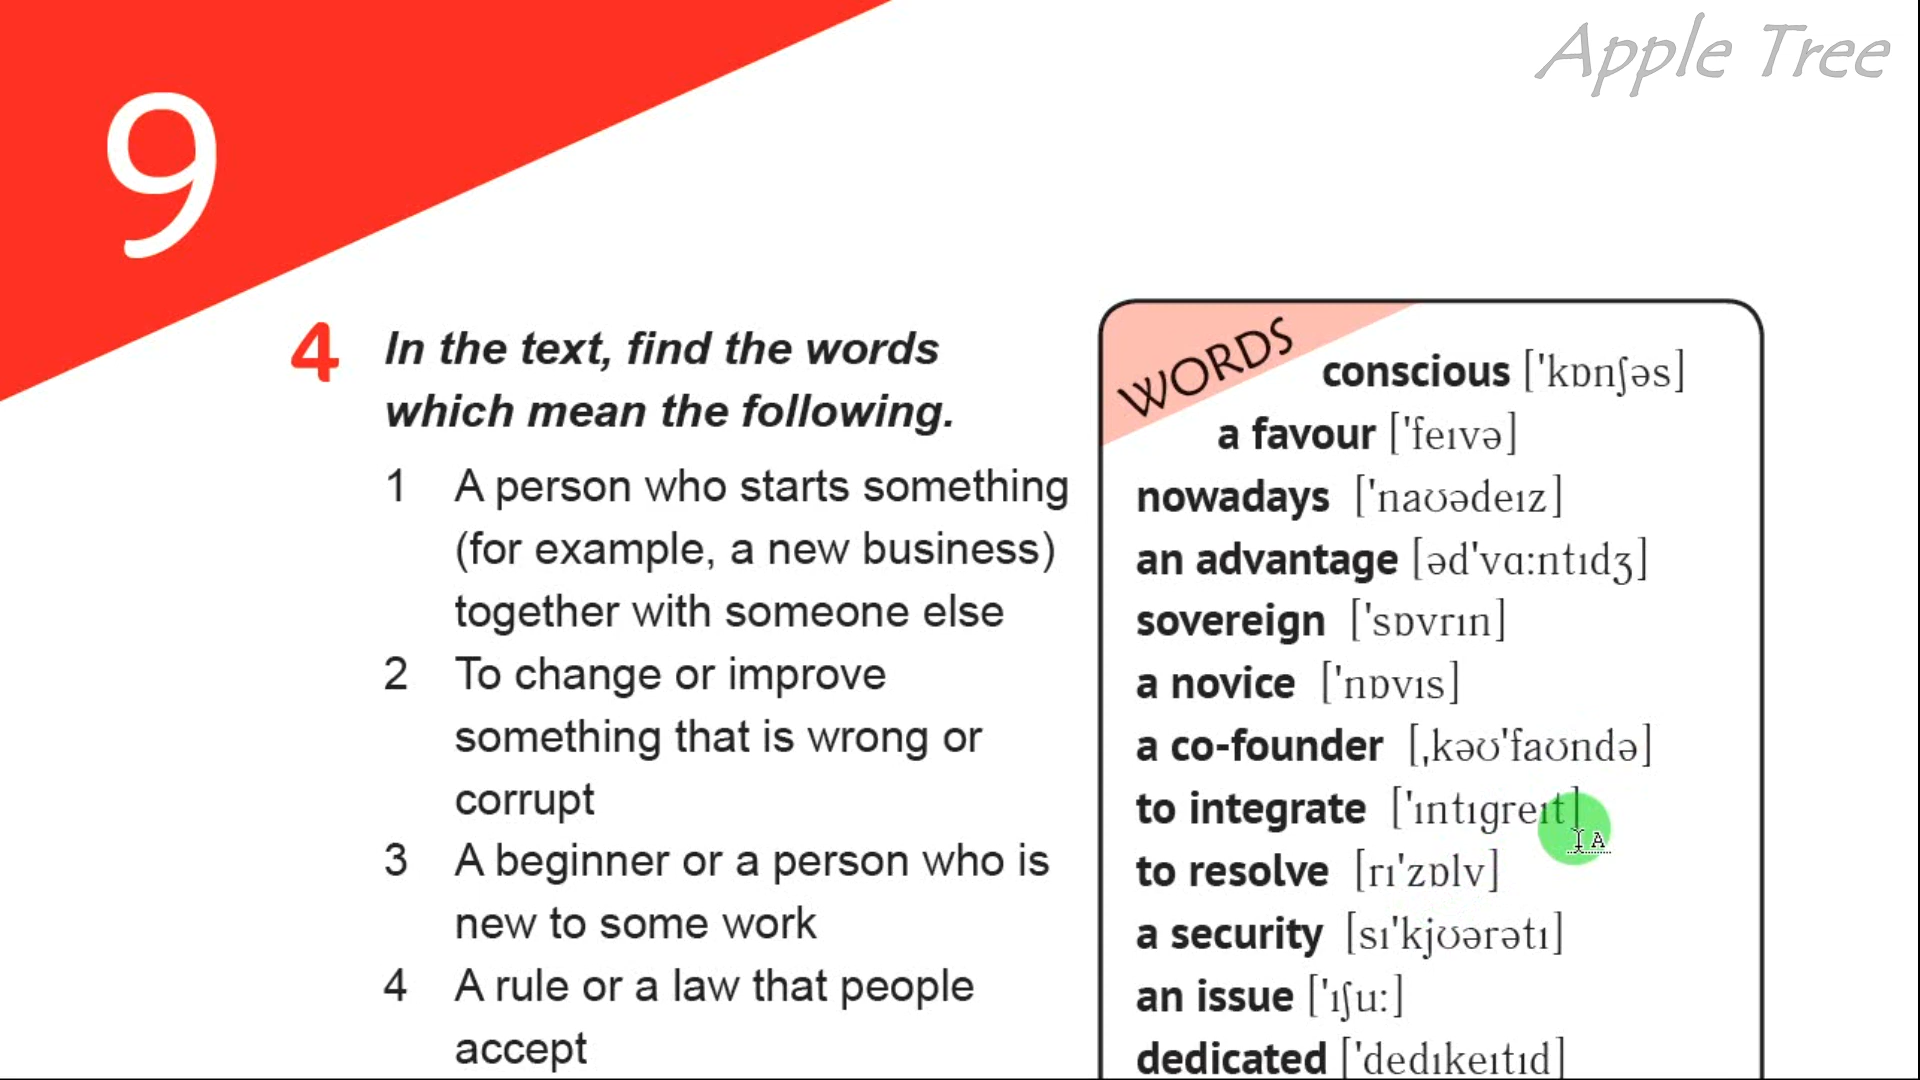 Apple Tree
9
4 In the text, find the words
which mean the following.
1 A person who starts something
(for example, a new business)
together with someone else
2 To change or improve
something that is wrong or
corrupt
3 A beginner or a person who is
new to some work
4 A rule or a law that people
accept
WORDS
conscious ['kɒnʃəs]
a favour ['feɪvə]
nowadays ['naʊədeɪz]
an advantage [əd'vɑ:ntɪdʒ]
sovereign ['sɒvrɪn]
a novice ['nɒvɪs]
a co-founder [ˌkəʊ'faʊndə]
to integrate ['ɪntɪgreɪt]
to resolve [rɪ'zɒlv]
a security [sɪ'kjʊərətɪ]
an issue ['ɪʃu:]
dedicated ['dedɪkeɪtɪd]